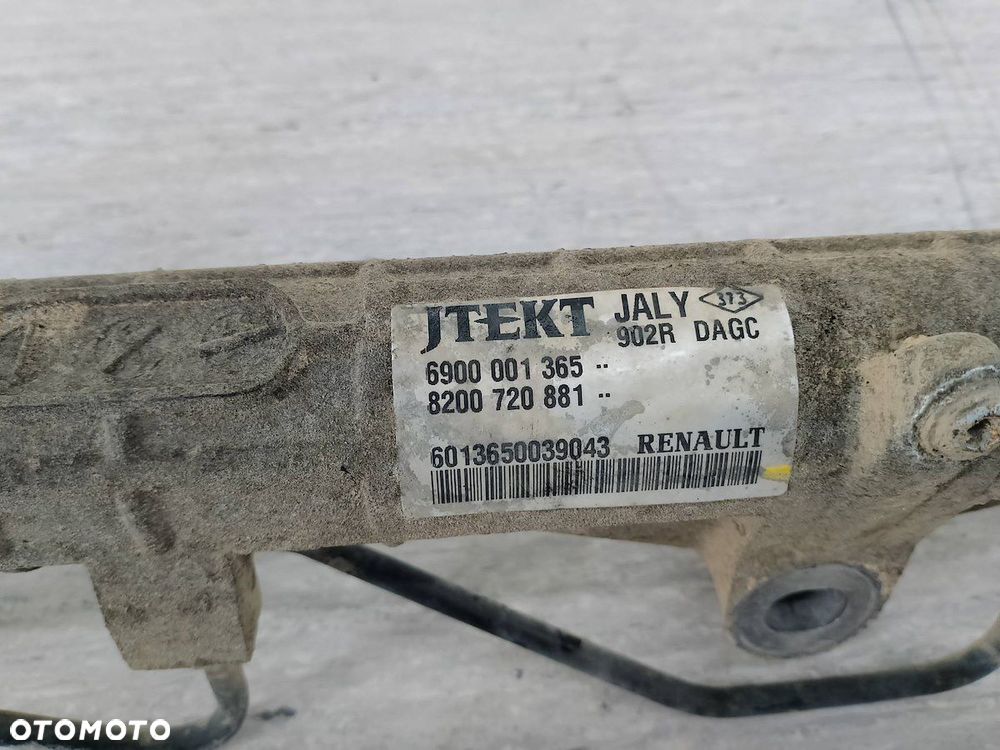 JTEKT JALY 373
902R DAGC
6900 001 365 ..
8200 720 881 ..
6013650039043 RENAULT
OTOMOTO